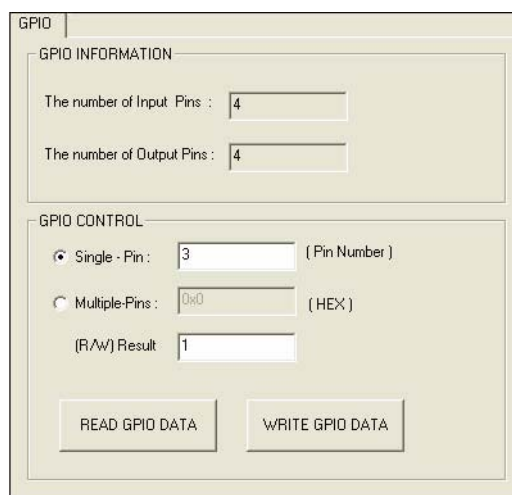 GPIO
GPIO INFORMATION
The number of Input Pins : 4
The number of Output Pins : 4
GPIO CONTROL
Single - Pin : 3 ( Pin Number )
Multiple-Pins : 0x0 ( HEX )
(R/W) Result 1
READ GPIO DATA WRITE GPIO DATA